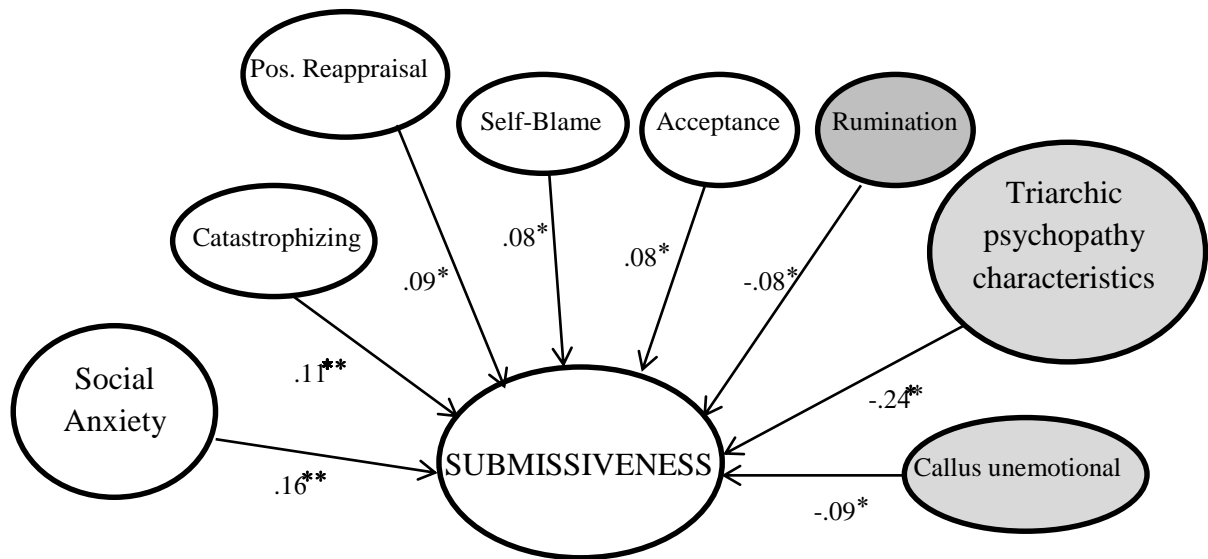 Pos. Reappraisal
Self-Blame
Acceptance
Rumination
Triarchic
psychopathy
characteristics
Catastrophizing
.08*
.08*
-.08*
.09*
Social
Anxiety
.11**
-.24**
SUBMISSIVENESS
Callus unemotional
.16**
-.09*